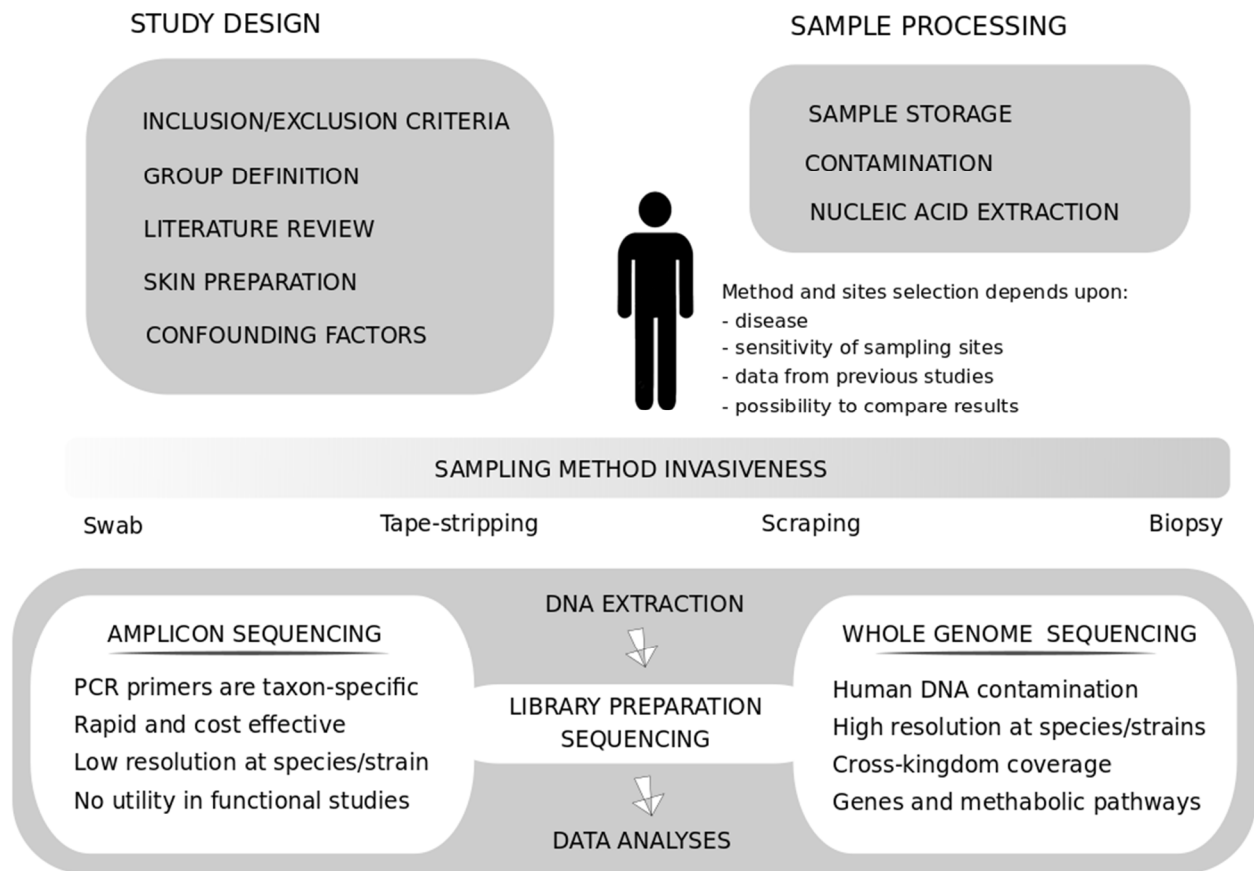 STUDY DESIGN
INCLUSION/EXCLUSION CRITERIA
GROUP DEFINITION
LITERATURE REVIEW
SKIN PREPARATION
CONFOUNDING FACTORS
SAMPLE PROCESSING
SAMPLE STORAGE
CONTAMINATION
NUCLEIC ACID EXTRACTION
Method and sites selection depends upon:
- disease
- sensitivity of sampling sites
- data from previous studies
- possibility to compare results
SAMPLING METHOD INVASIVENESS
Swab
Tape-stripping
Scraping
Biopsy
AMPLICON SEQUENCING
PCR primers are taxon-specific
Rapid and cost effective
Low resolution at species/strain
No utility in functional studies
DNA EXTRACTION
LIBRARY PREPARATION
SEQUENCING
DATA ANALYSES
WHOLE GENOME SEQUENCING
Human DNA contamination
High resolution at species/strains
Cross-kingdom coverage
Genes and methabolic pathways